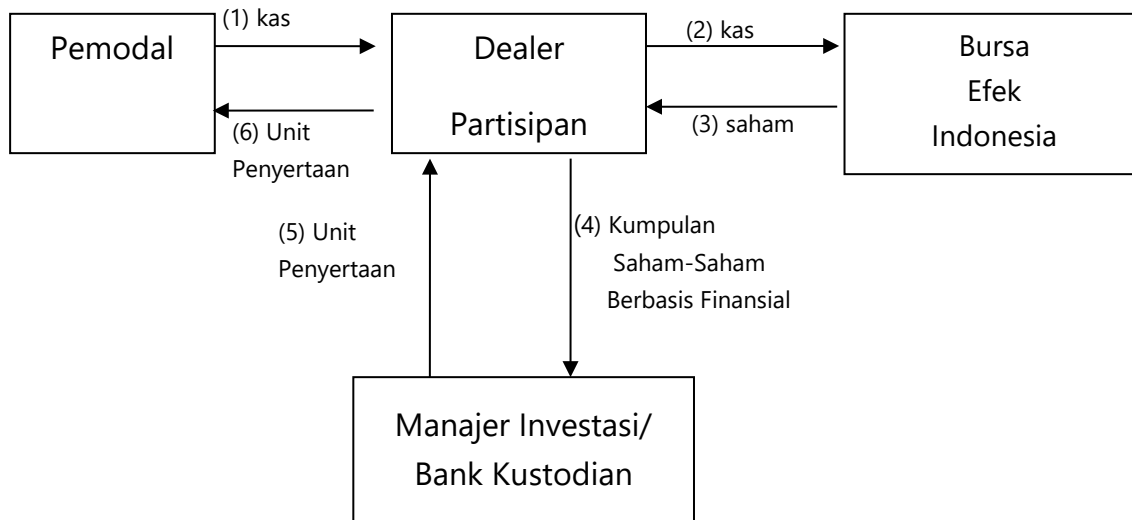 Pemodal
(1) kas
Dealer
Partisipan
(2) kas
Bursa
Efek
Indonesia
(6) Unit
Penyertaan
(3) saham
(5) Unit
Penyertaan
(4) Kumpulan
Saham-Saham
Berbasis Finansial
Manajer Investasi/
Bank Kustodian